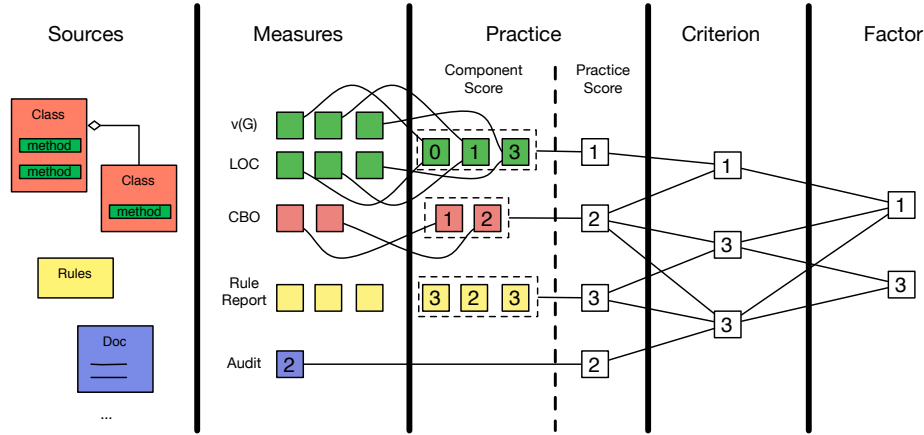 Sources
Measures
Practice
Criterion
Factor
Component
Score
Practice
Score
Class
method
method
Class
method
v(G)
LOC
0
1
3
1
1
CBO
1
2
2
1
3
Rules
Rule
Report
3
2
3
3
3
3
Doc
Audit
2
2
...